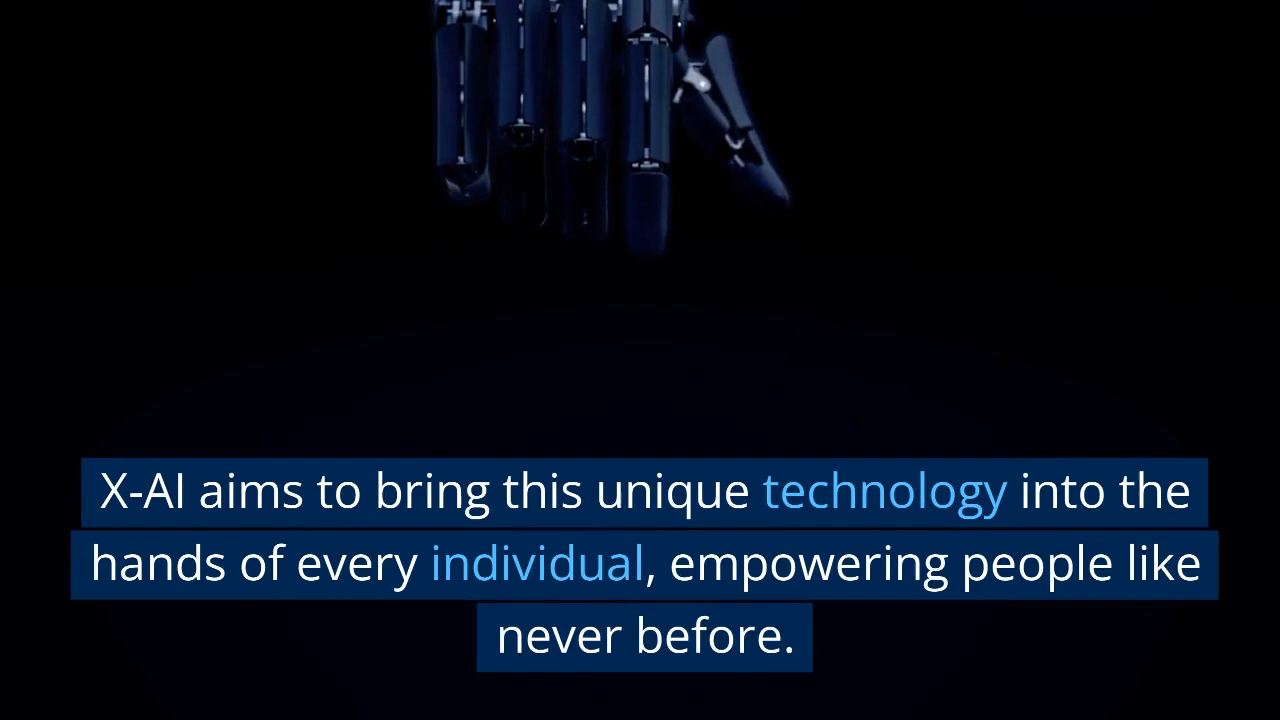 X-AI aims to bring this unique technology into the
hands of every individual, empowering people like
never before.